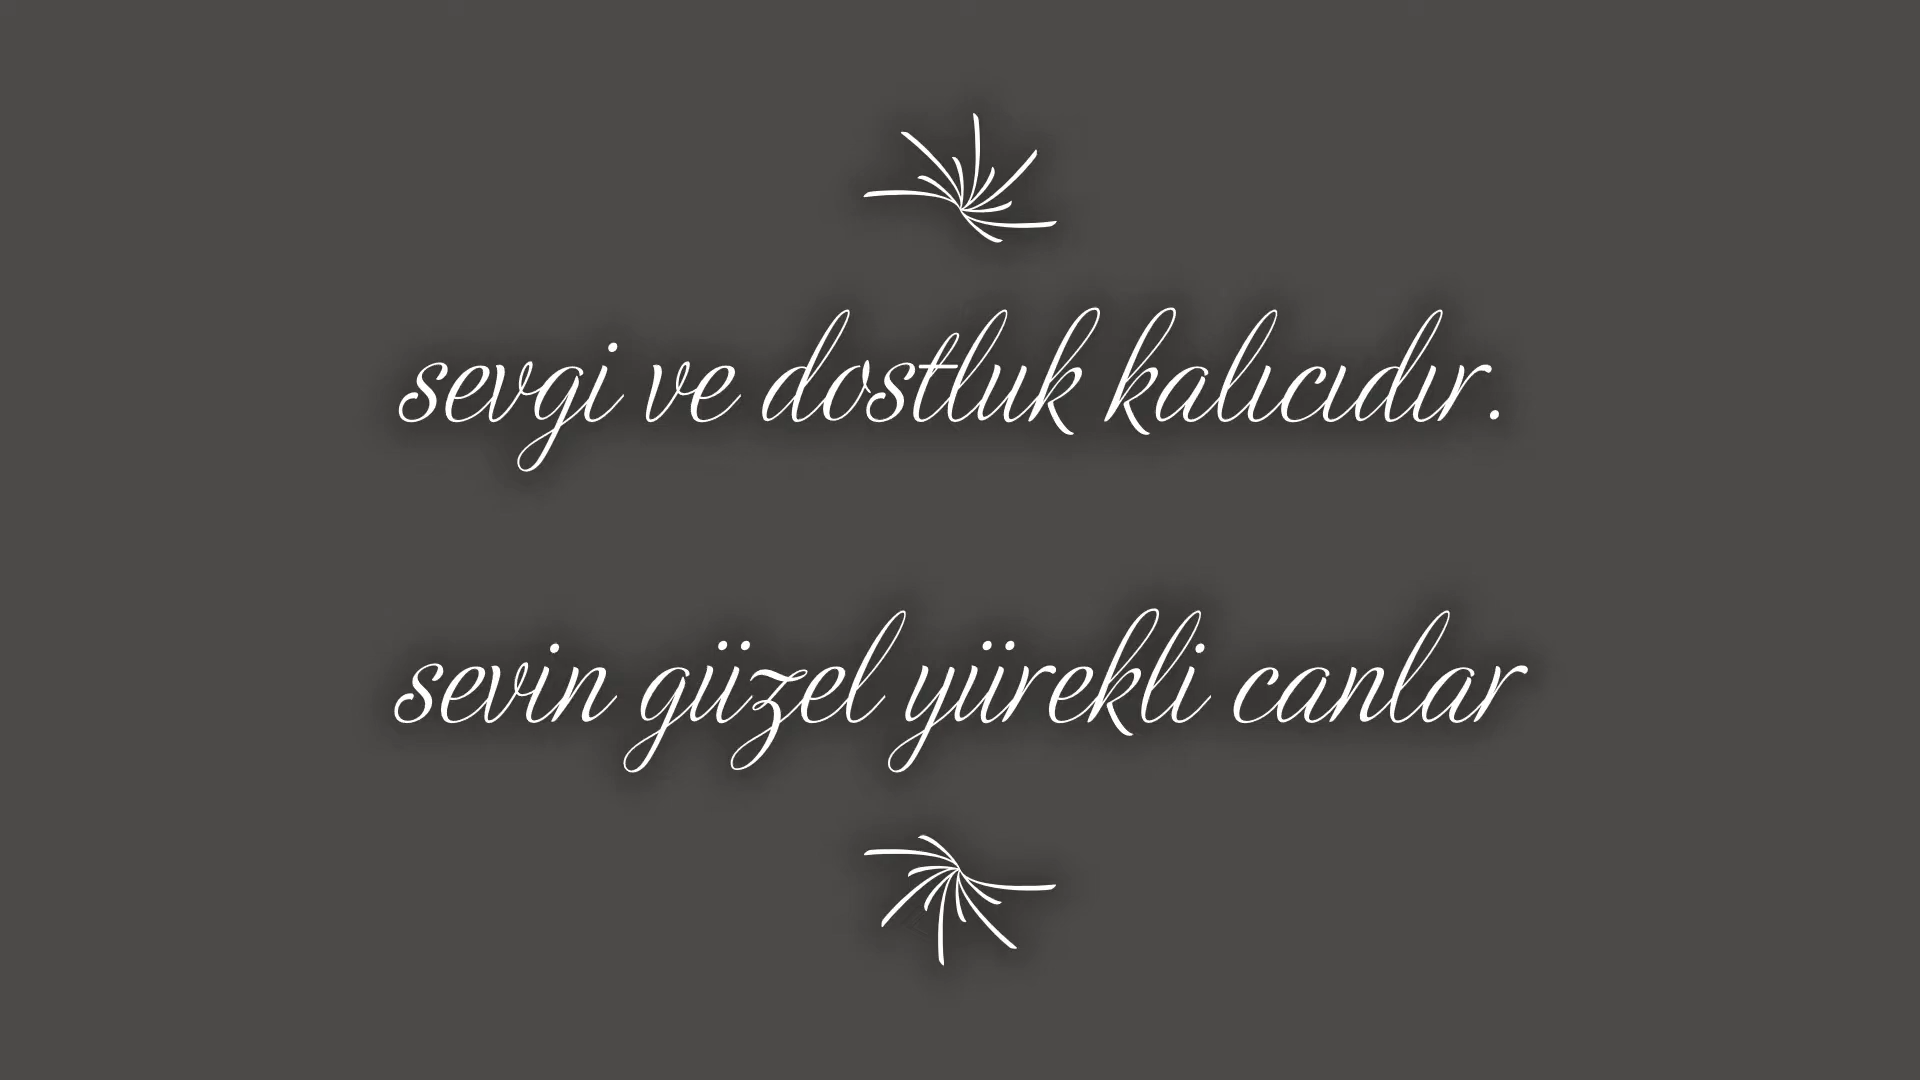 sevgi ve dostluk kalıcıdır.
sevin güzel yürekli canlar